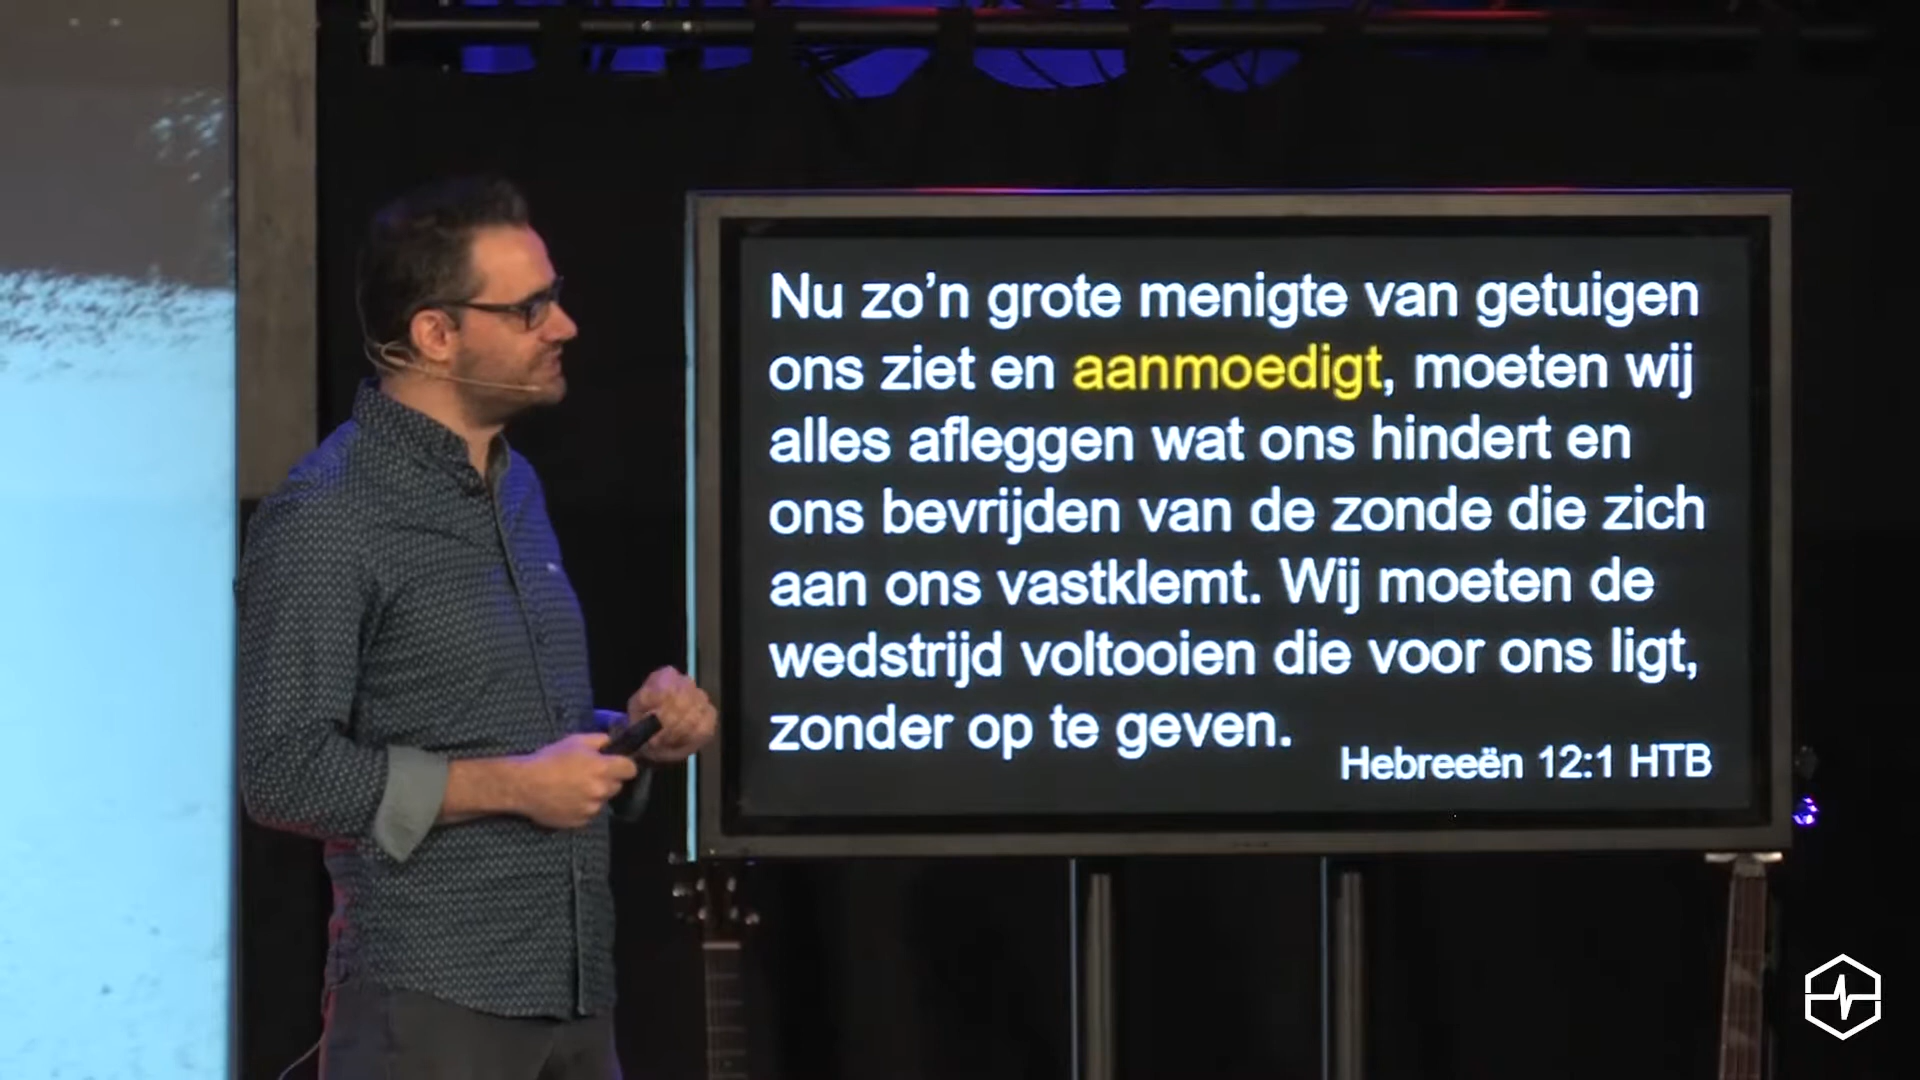 Nu zo’n grote menigte van getuigen
ons ziet en aanmoedigt, moeten wij
alles afleggen wat ons hindert en
ons bevrijden van de zonde die zich
aan ons vastklemt. Wij moeten de
wedstrijd voltooien die voor ons ligt,
zonder op te geven.
Hebreeën 12:1 HTB